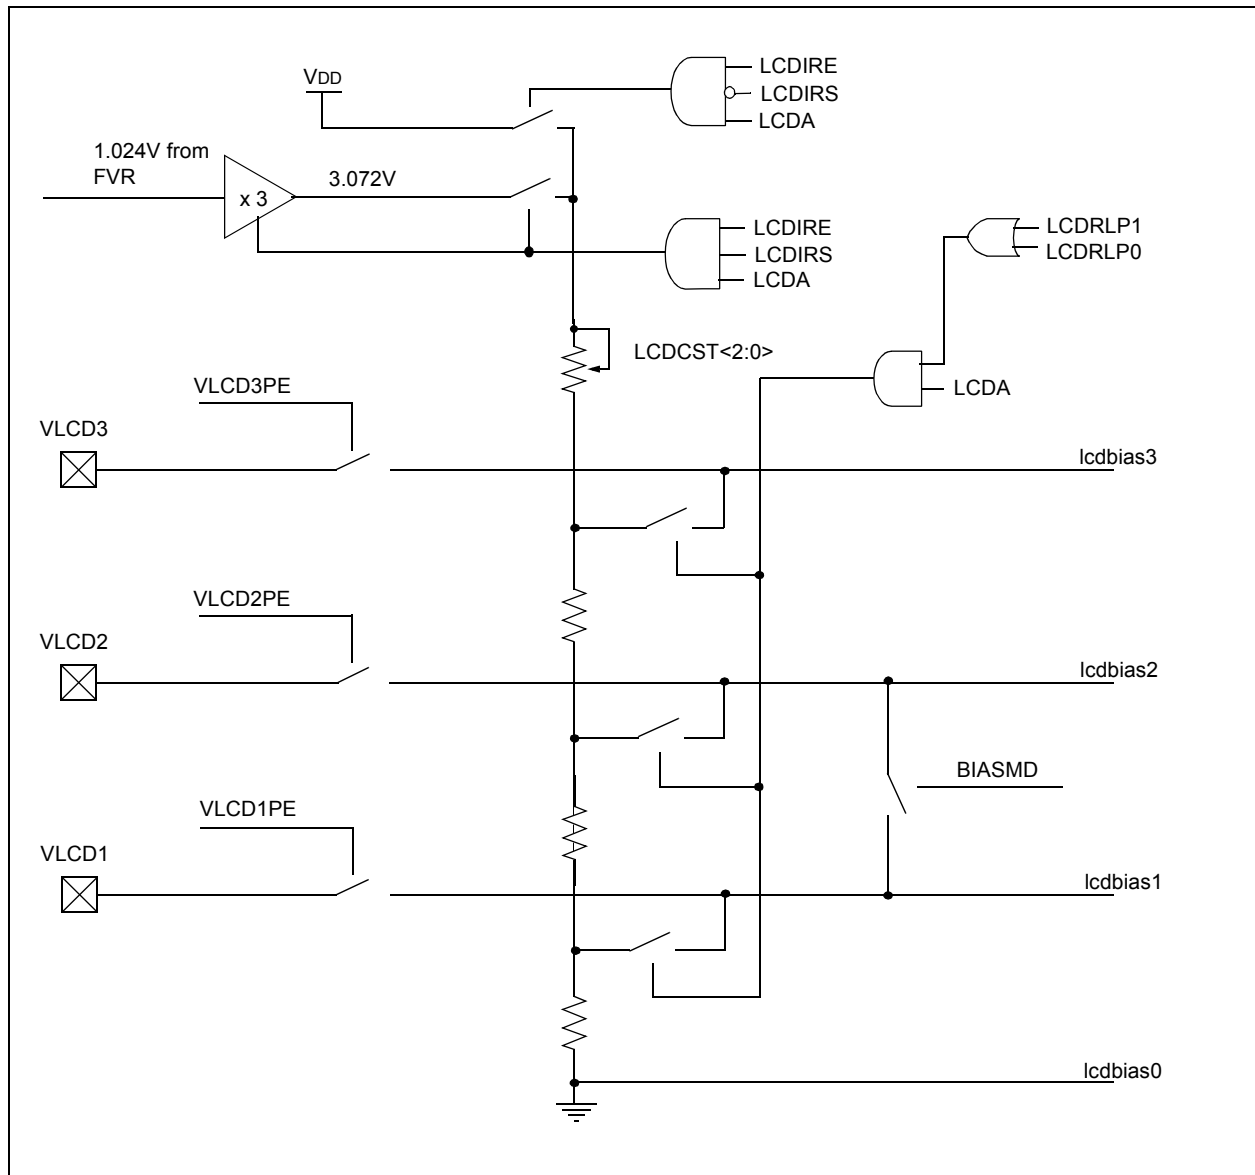 LCDIRE
VDD
LCDIRS
LCDA
1.024V from
FVR
x 3
3.072V
LCDIRE
LCDIRS
LCDA
LCDRLP1
LCDRLP0
LCDCST<2:0>
LCDA
VLCD3PE
VLCD3
lcdbias3
VLCD2PE
VLCD2
lcdbias2
BIASMD
VLCD1PE
VLCD1
lcdbias1
lcdbias0